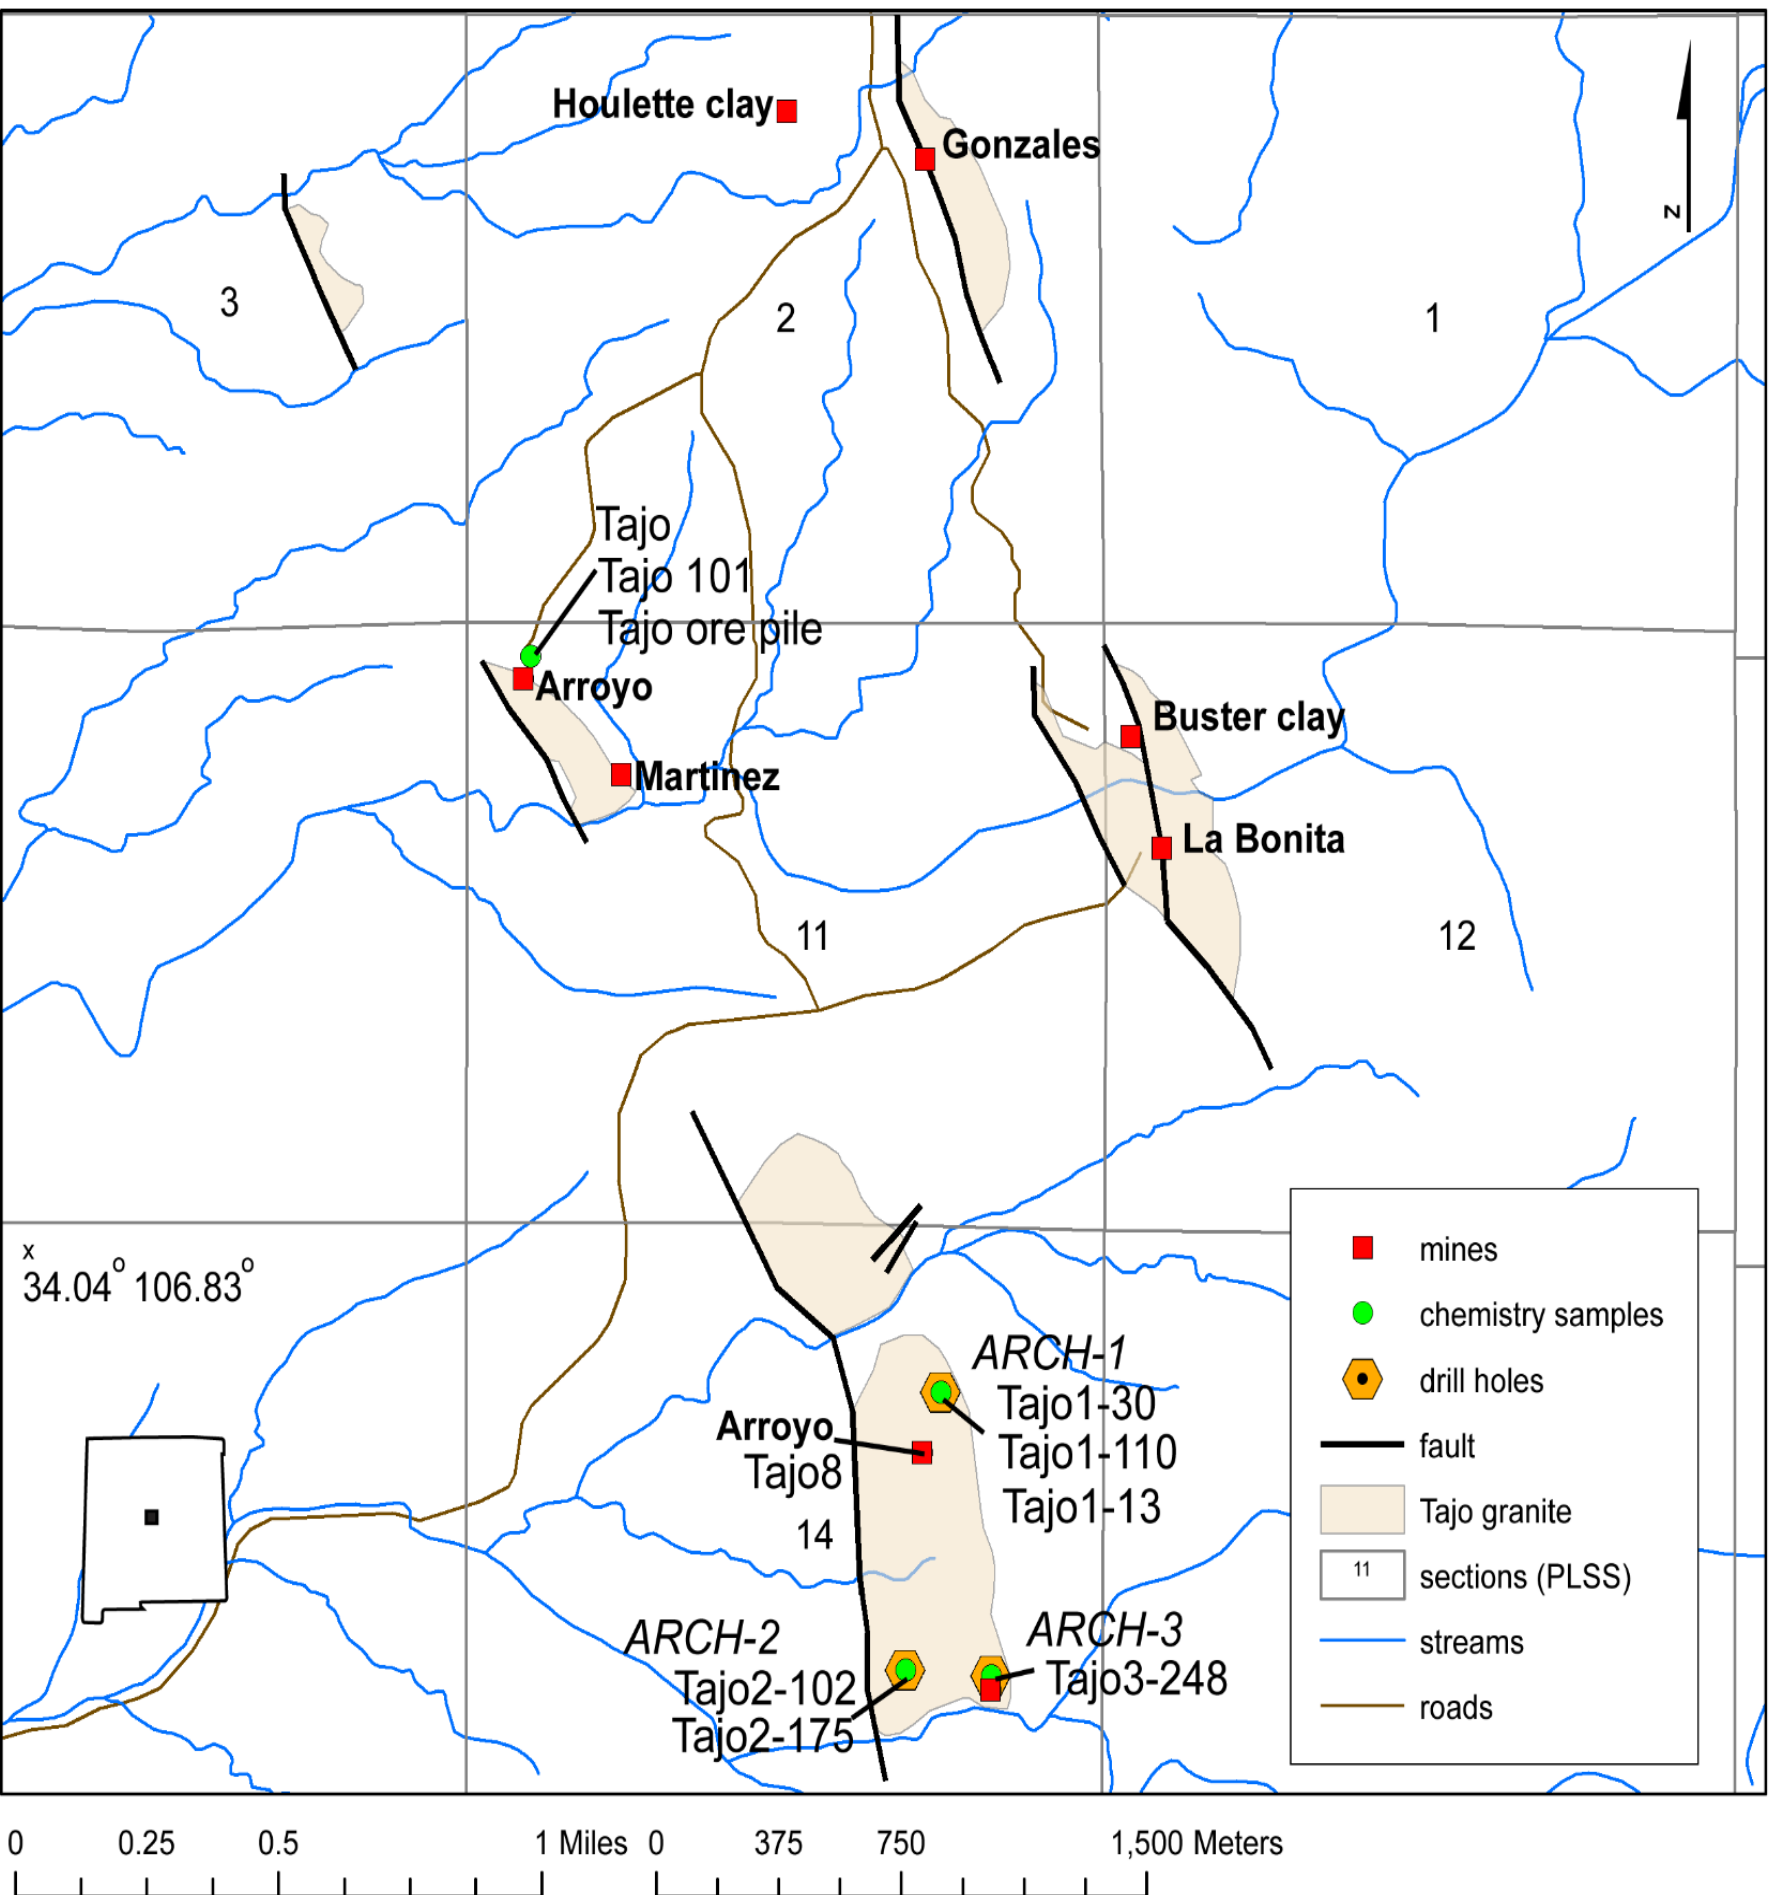 Houlette clay
Gonzales
N
3
2
1
Tajo
Tajo 101
Tajo ore pile
Arroyo
Buster clay
Martinez
La Bonita
11
12
x
34.04° 106.83°
ARCH-1
Tajo1-30
Tajo1-110
Tajo1-13
Arroyo
Tajo8
14
ARCH-2
Tajo2-102
Tajo2-175
ARCH-3
Tajo3-248
mines
chemistry samples
drill holes
fault
Tajo granite
11 sections (PLSS)
streams
roads
0 0.25 0.5 1 Miles
0 375 750 1,500 Meters